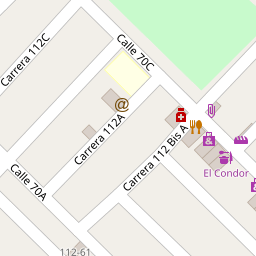 Calle 70C
Carrera 112C
@
Carrera 112A
Carrera 112 Bis A
El Condor
Calle 70A
112-61